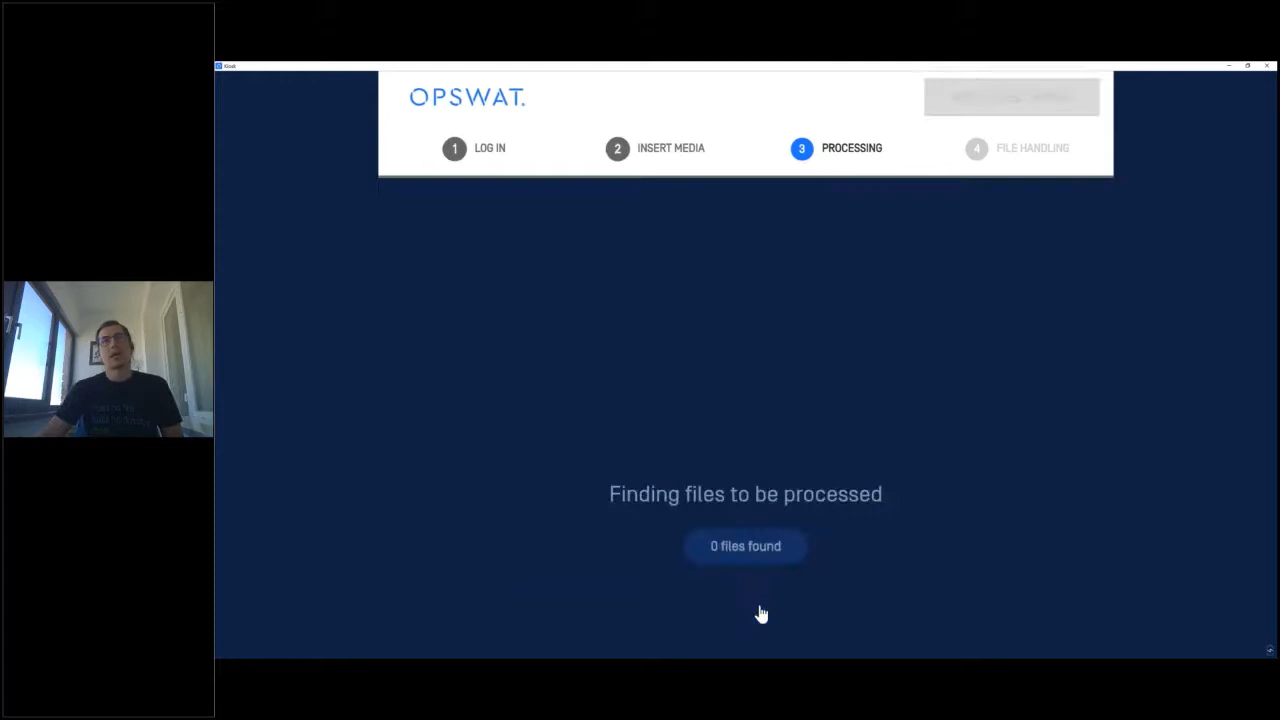 Kiosk
OPSWAT.
1 LOG IN
2 INSERT MEDIA
3 PROCESSING
4 FILE HANDLING
Finding files to be processed
0 files found